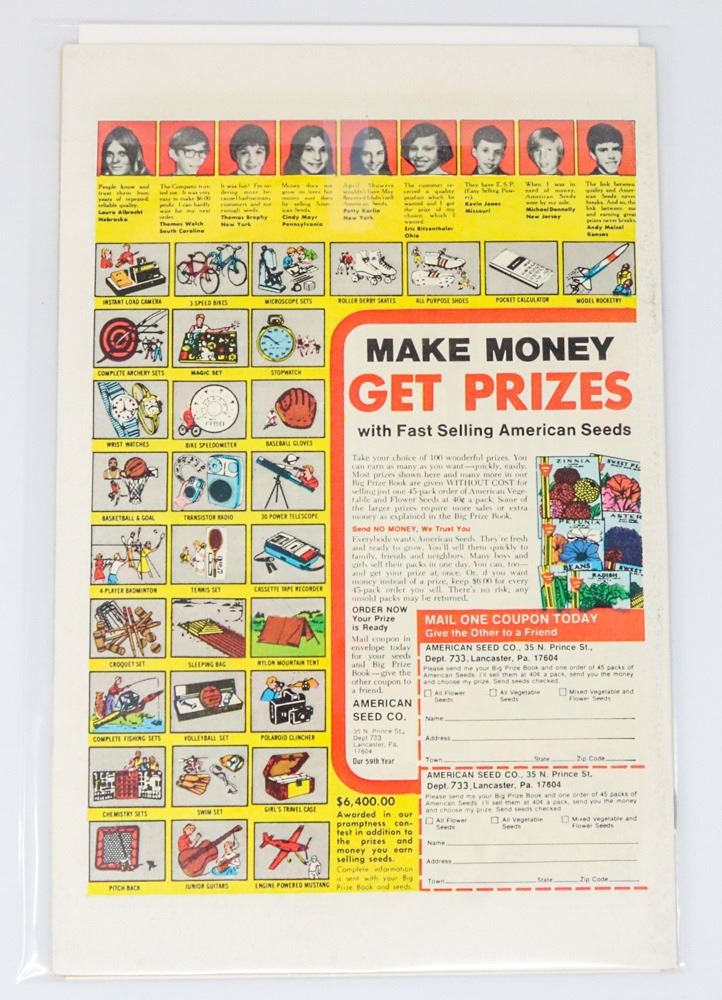 People know and
trust them from
years of repeated,
reliable quality.
Laura Albrecht
Nebraska
The Company trus-
ted me. It was very
easy to make $6.00
profit. I can hardly
wait for my next
order.
Thomas Welch
South Carolina
It was fun! I'm or-
dering more be-
cause I had so many
customers and not
enough seeds.
Thomas Brophy
New York
Money does not
grow on trees but
money sure does
by selling Amer-
ican Seeds.
Cindy Mayr
Pennsylvania
April Showers
wouldn't have May
flowers if I didn't sell
American Seeds.
Patty Karlin
New York
The customer re-
ceived a quality
product which he
wanted and I got
the prize of my
choice, which I
wanted.
Eric Ritzenthaler
Ohio
They have E.S.P.
(Easy Selling Pow-
er).
Kevin Jones
Missouri
When I was in
need of money,
American Seeds
were by my side.
Michael Donnelly
New Jersey
The link between
quality and Amer-
ican Seeds never
breaks. And so, the
link between me
and earning great
prizes never breaks.
Andy Maisel
Kansas
INSTANT LOAD CAMERA
3-SPEED BIKES
MICROSCOPE SETS
ROLLER DERBY SKATES
ALL PURPOSE SHOES
POCKET CALCULATOR
MODEL ROCKETRY
COMPLETE ARCHERY SETS
MAGIC SET
STOPWATCH
WRIST WATCHES
BIKE SPEEDOMETER
BASEBALL GLOVES
BASKETBALL & GOAL
TRANSISTOR RADIO
30-POWER TELESCOPE
4-PLAYER BADMINTON
TENNIS SET
CASSETTE TAPE RECORDER
CROQUET SET
SLEEPING BAG
NYLON MOUNTAIN TENT
COMPLETE FISHING SETS
VOLLEYBALL SET
POLAROID CLINCHER
CHEMISTRY SETS
SWIM SET
GIRL'S TRAVEL CASE
PITCH BACK
JUNIOR GUITARS
ENGINE POWERED MUSTANG
MAKE MONEY
GET PRIZES
with Fast Selling American Seeds
Take your choice of 100 wonderful prizes. You
can earn as many as you want—quickly, easily.
Most prizes shown here and many more in our
Big Prize Book are given WITHOUT COST for
selling just one 45-pack order of American Vege-
table and Flower Seeds at 40¢ a pack. Some of
the larger prizes require more sales or extra
money as explained in the Big Prize Book.
Send NO MONEY, We Trust You
Everybody wants American Seeds. They're fresh
and ready to grow. You'll sell them quickly to
family, friends and neighbors. Many boys and
girls sell their packs in one day. You can, too—
and get your prize at once. Or, if you want
money instead of a prize, keep $6.00 for every
45-pack order you sell. There's no risk; any
unsold packs may be returned.
ZINNIA
SWEET PE
ASTER
PETUNIA
BEANS
RADISH
SWEET
ORDER NOW
Your Prize
is Ready
Mail coupon in
envelope today
for your seeds
and Big Prize
Book—give the
other coupon to
a friend.
AMERICAN
SEED CO.
35 N. Prince St.,
Dept 733
Lancaster, Pa.
17604
Our 59th Year
$6,400.00
Awarded in our
promptness con-
test in addition to
the prizes and
money you earn
selling seeds.
Complete information
is sent with your Big
Prize Book and seeds.
MAIL ONE COUPON TODAY
Give the Other to a Friend
AMERICAN SEED CO., 35 N. Prince St.,
Dept. 733, Lancaster, Pa. 17604
Please send me your Big Prize Book and one order of 45 packs of
American Seeds. I'll sell them at 40¢ a pack, send you the money
and choose my prize. Send seeds checked.
All Flower Seeds
All Vegetable Seeds
Mixed Vegetable and Flower Seeds
Name
Address
Town State Zip Code
AMERICAN SEED CO., 35 N. Prince St.
Dept. 733, Lancaster, Pa. 17604
Please send me your Big Prize Book and one order of 45 packs of
American Seeds. I'll sell them at 40¢ a pack, send you the money
and choose my prize. Send seeds checked
All Flower Seeds
All Vegetable Seeds
Mixed Vegetable and Flower Seeds
Name
Address
Town State Zip Code